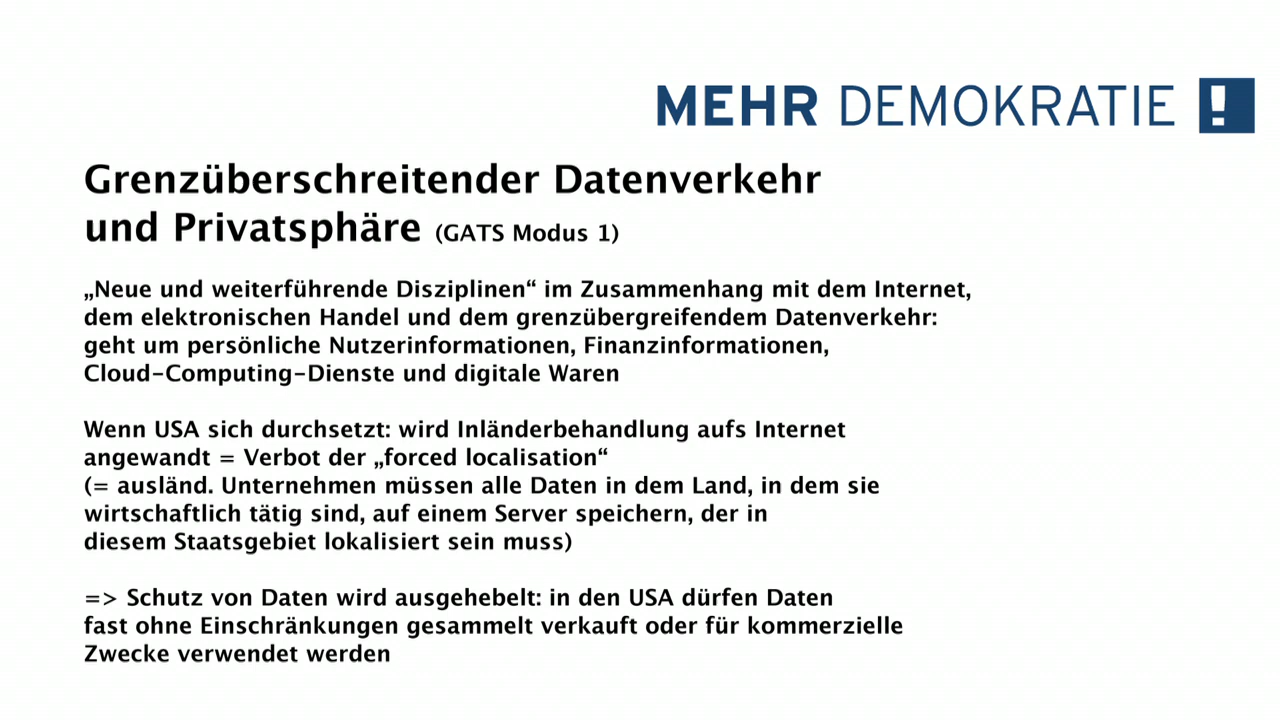 MEHR DEMOKRATIE !
Grenzüberschreitender Datenverkehr
und Privatsphäre (GATS Modus 1)
„Neue und weiterführende Disziplinen“ im Zusammenhang mit dem Internet,
dem elektronischen Handel und dem grenzübergreifendem Datenverkehr:
geht um persönliche Nutzerinformationen, Finanzinformationen,
Cloud-Computing-Dienste und digitale Waren
Wenn USA sich durchsetzt: wird Inländerbehandlung aufs Internet
angewandt = Verbot der „forced localisation“
(= ausländ. Unternehmen müssen alle Daten in dem Land, in dem sie
wirtschaftlich tätig sind, auf einem Server speichern, der in
diesem Staatsgebiet lokalisiert sein muss)
=> Schutz von Daten wird ausgehebelt: in den USA dürfen Daten
fast ohne Einschränkungen gesammelt verkauft oder für kommerzielle
Zwecke verwendet werden